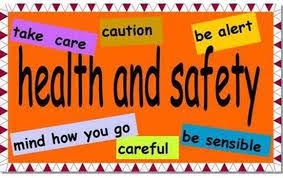 take care
caution
be alert
health and safety
mind how you go
careful
be sensible